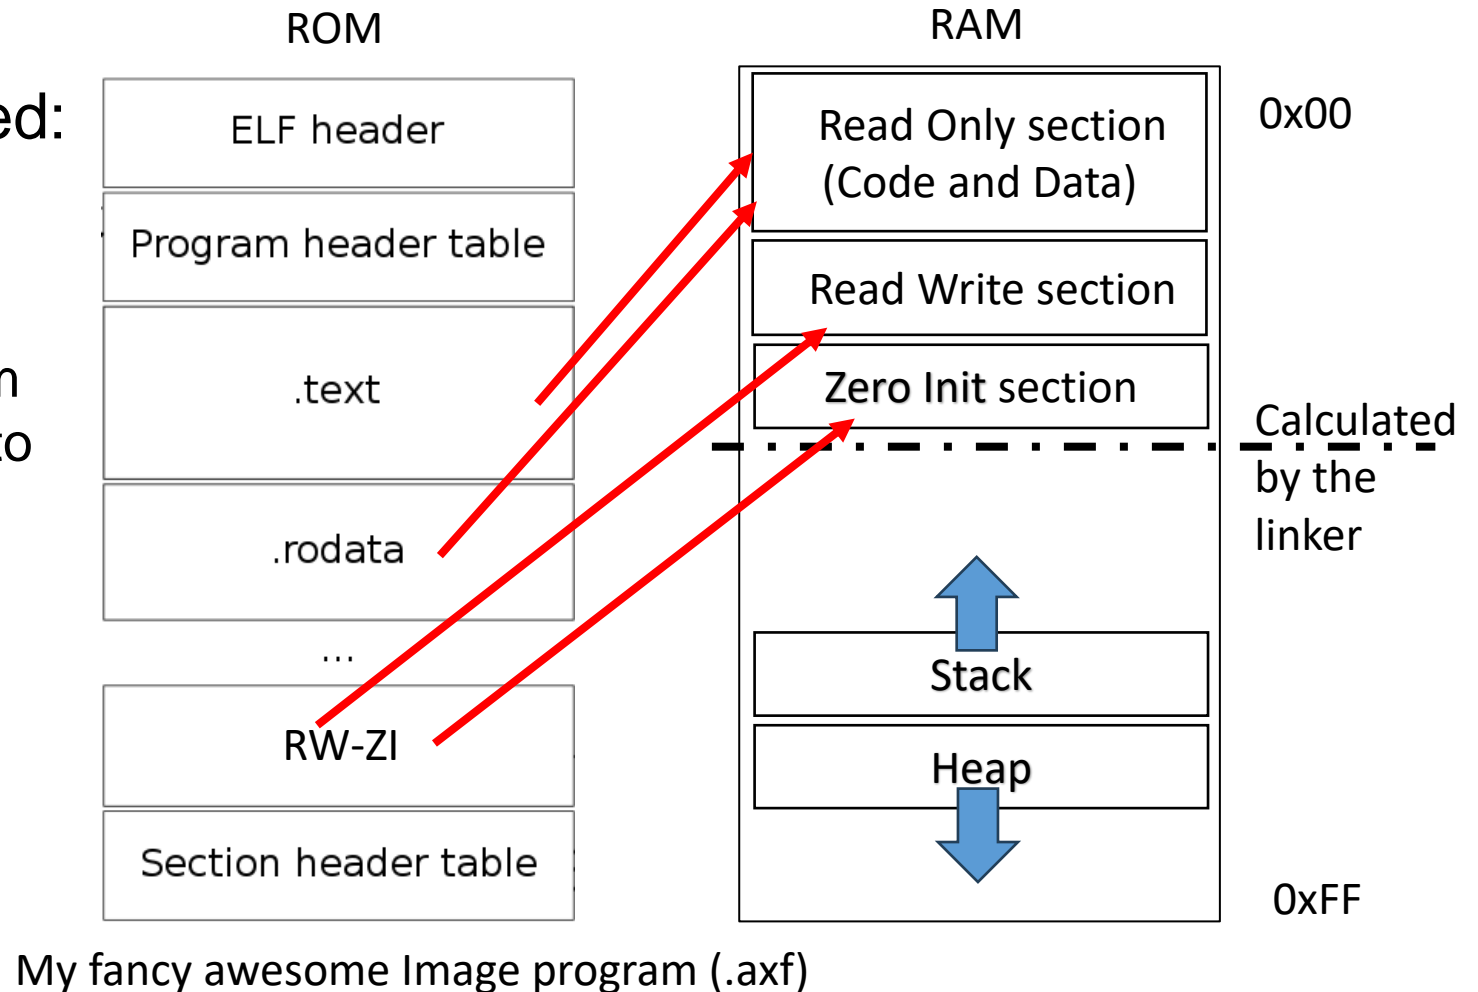 ROM
RAM
ed:
m
to
ELF header
Program header table
.text
.rodata
...
RW-ZI
Section header table
Read Only section
(Code and Data)
Read Write section
Zero Init section
Stack
Heap
0x00
Calculated
by the
linker
0xFF
My fancy awesome Image program (.axf)